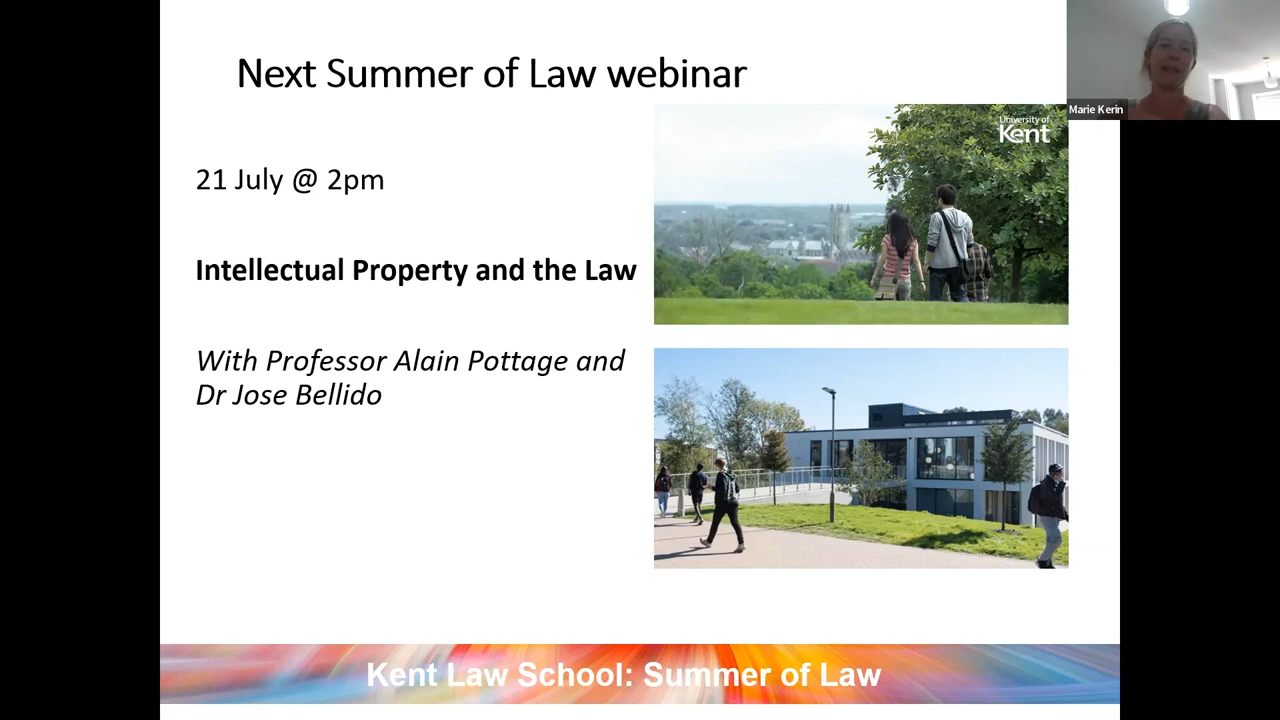 Next Summer of Law webinar
Marie Kerin
University of
Kent
21 July @ 2pm
Intellectual Property and the Law
With Professor Alain Pottage and
Dr Jose Bellido
Kent Law School: Summer of Law